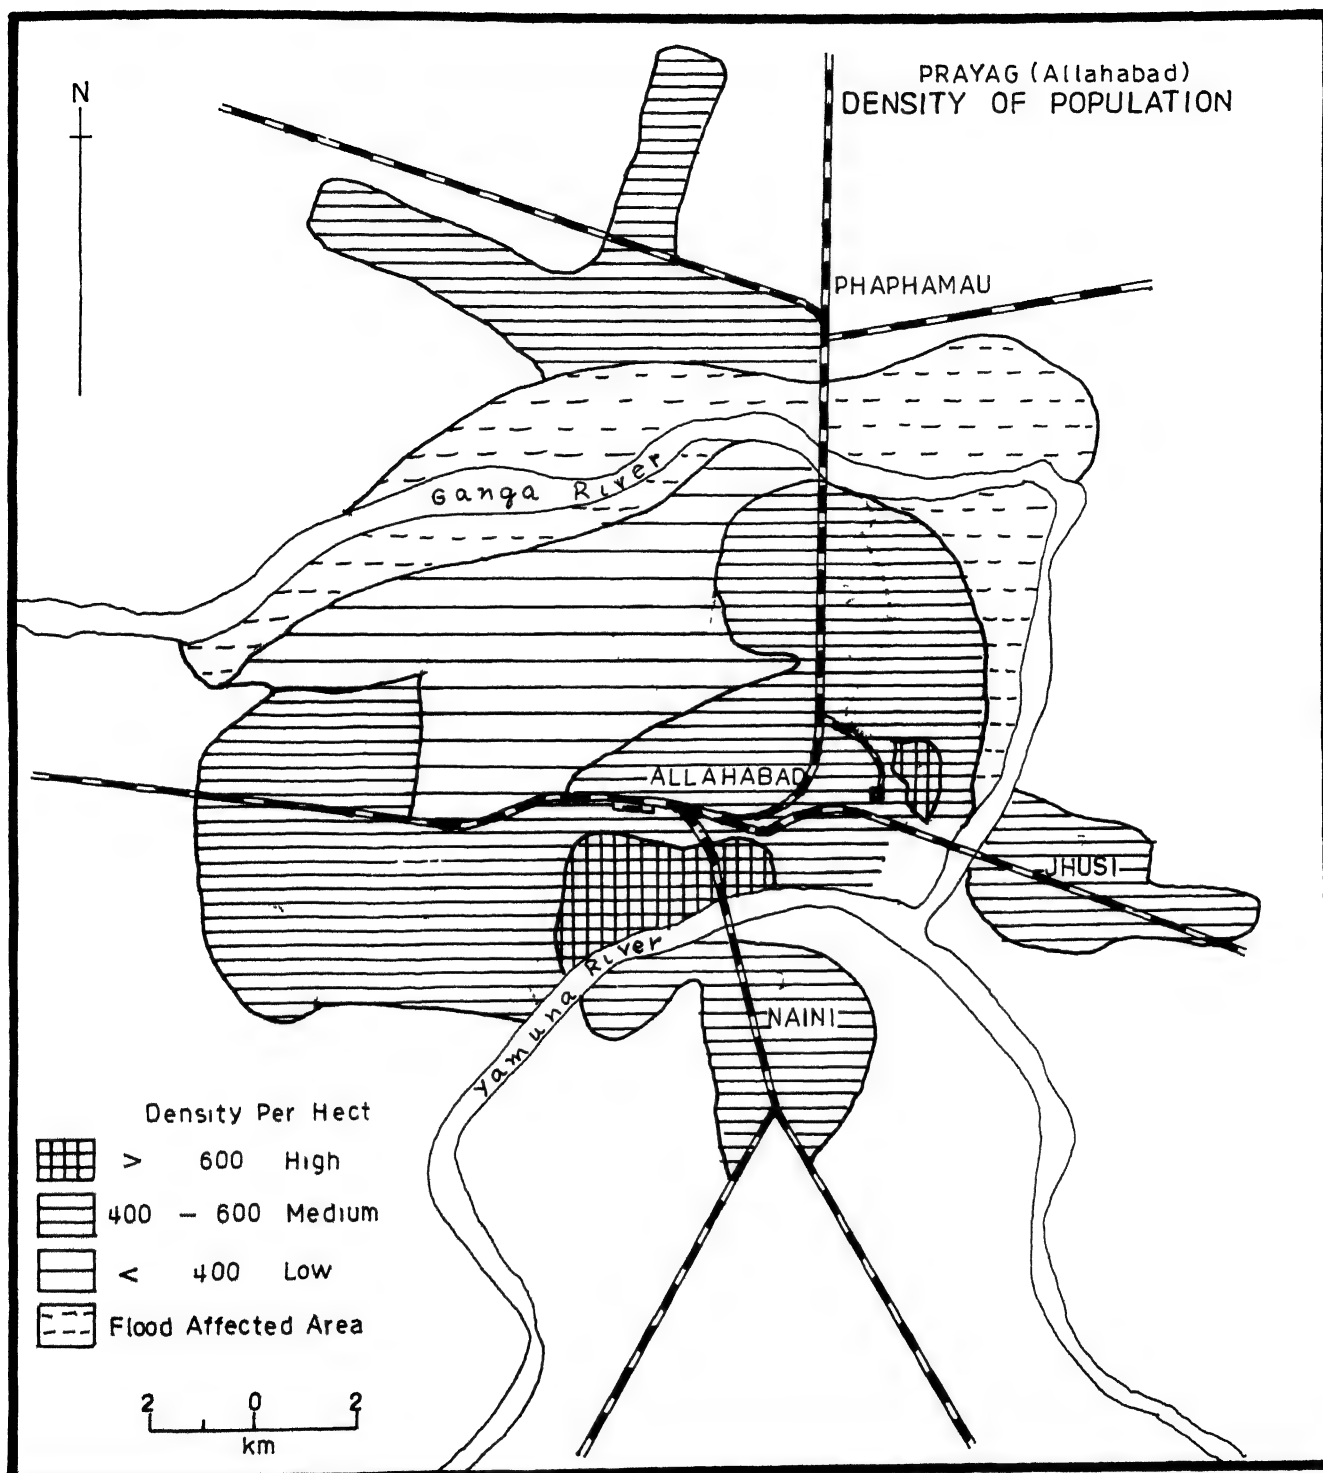 PRAYAG (Allahabad)
DENSITY OF POPULATION
N
PHAPHAMAU
Ganga River
ALLAHABAD
JHUSI
Yamuna River
NAINI
Density Per Hect
> 600 High
400 - 600 Medium
< 400 Low
Flood Affected Area
2 0 2
km